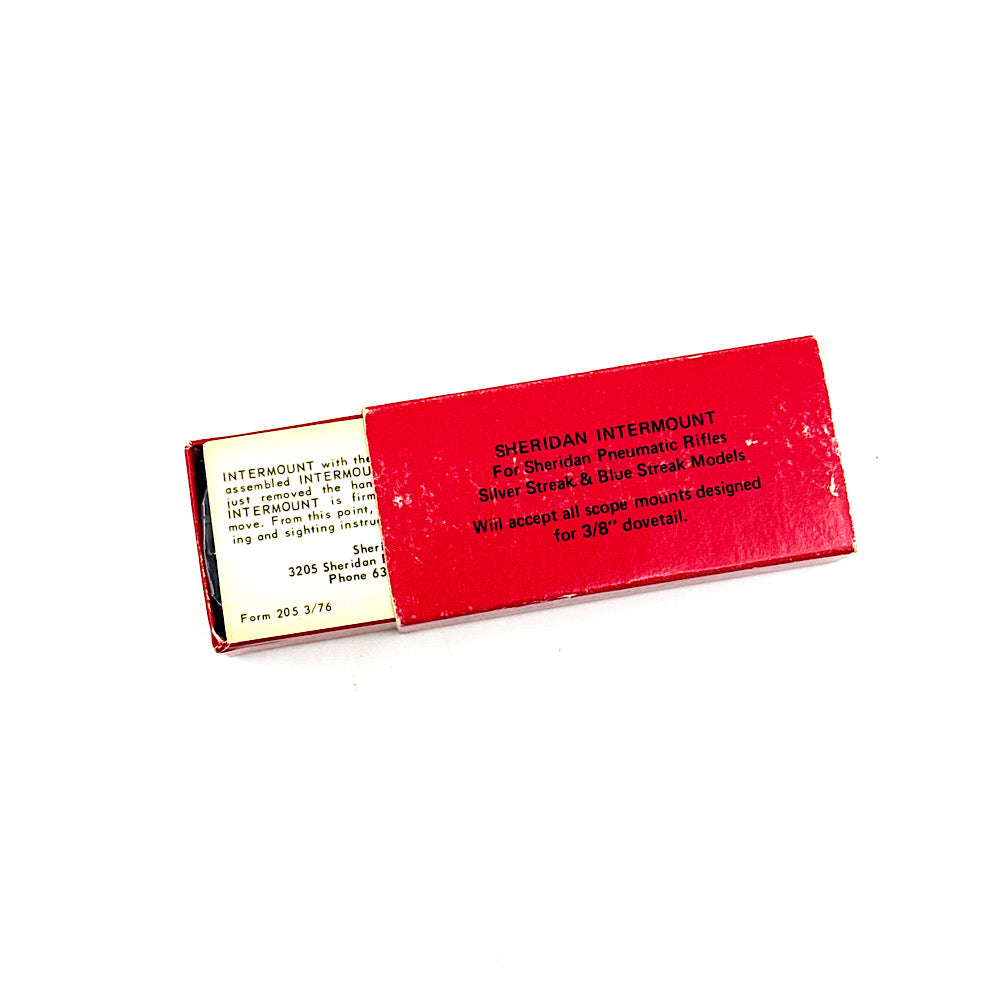 SHERIDAN INTERMOUNT
For Sheridan Pneumatic Rifles
Silver Streak & Blue Streak Models
Wiil accept all scope mounts designed
for 3/8" dovetail.
INTERMOUNT with the
assembled INTERMOU
just removed the han
INTERMOUNT is firm
move. From this point,
ing and sighting instruc
Sheri
3205 Sheridan
Phone 63
Form 205 3/76